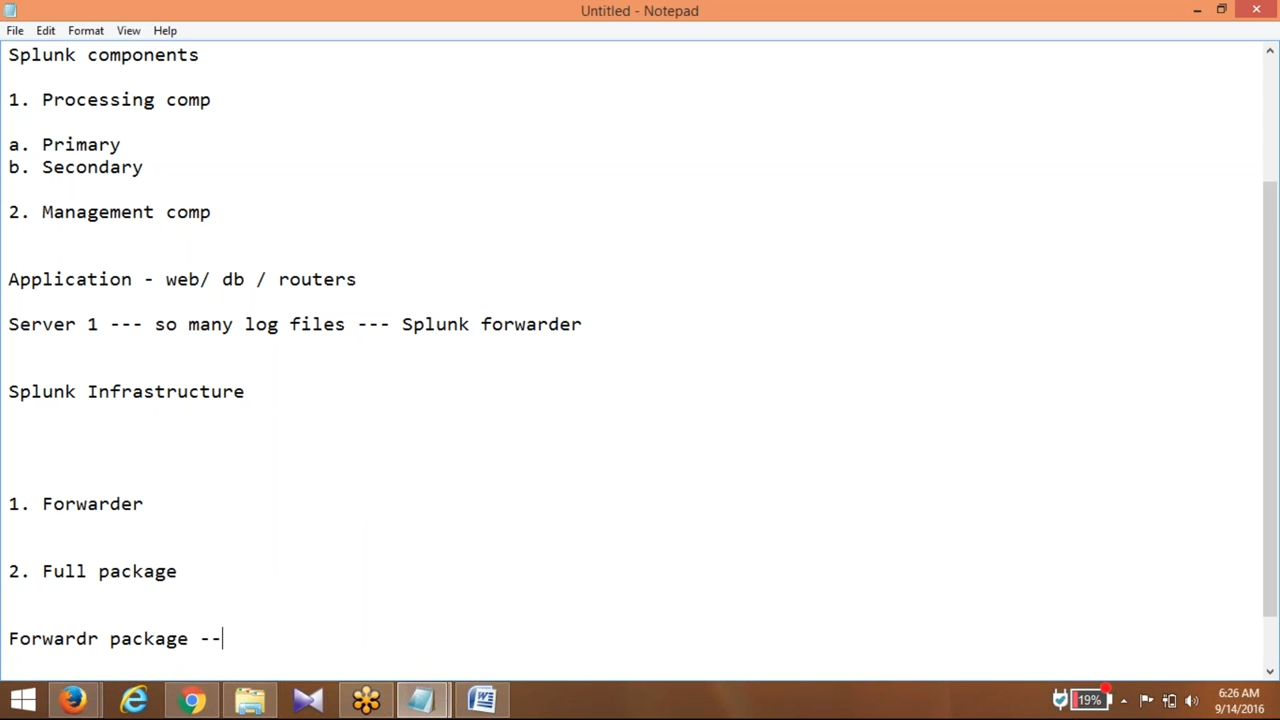 Untitled - Notepad
File Edit Format View Help
Splunk components
1. Processing comp
a. Primary
b. Secondary
2. Management comp
Application - web/ db / routers
Server 1 --- so many log files --- Splunk forwarder
Splunk Infrastructure
1. Forwarder
2. Full package
Forwardr package --
19%
6:26 AM
9/14/2016